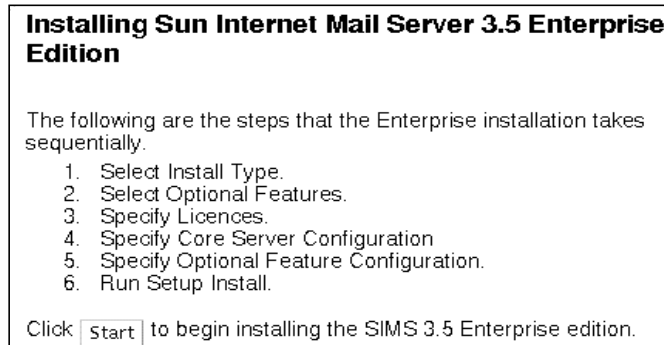 Installing Sun Internet Mail Server 3.5 Enterprise
Edition
The following are the steps that the Enterprise installation takes
sequentially.
1. Select Install Type.
2. Select Optional Features.
3. Specify Licences.
4. Specify Core Server Configuration
5. Specify Optional Feature Configuration.
6. Run Setup Install.
Click Start to begin installing the SIMS 3.5 Enterprise edition.